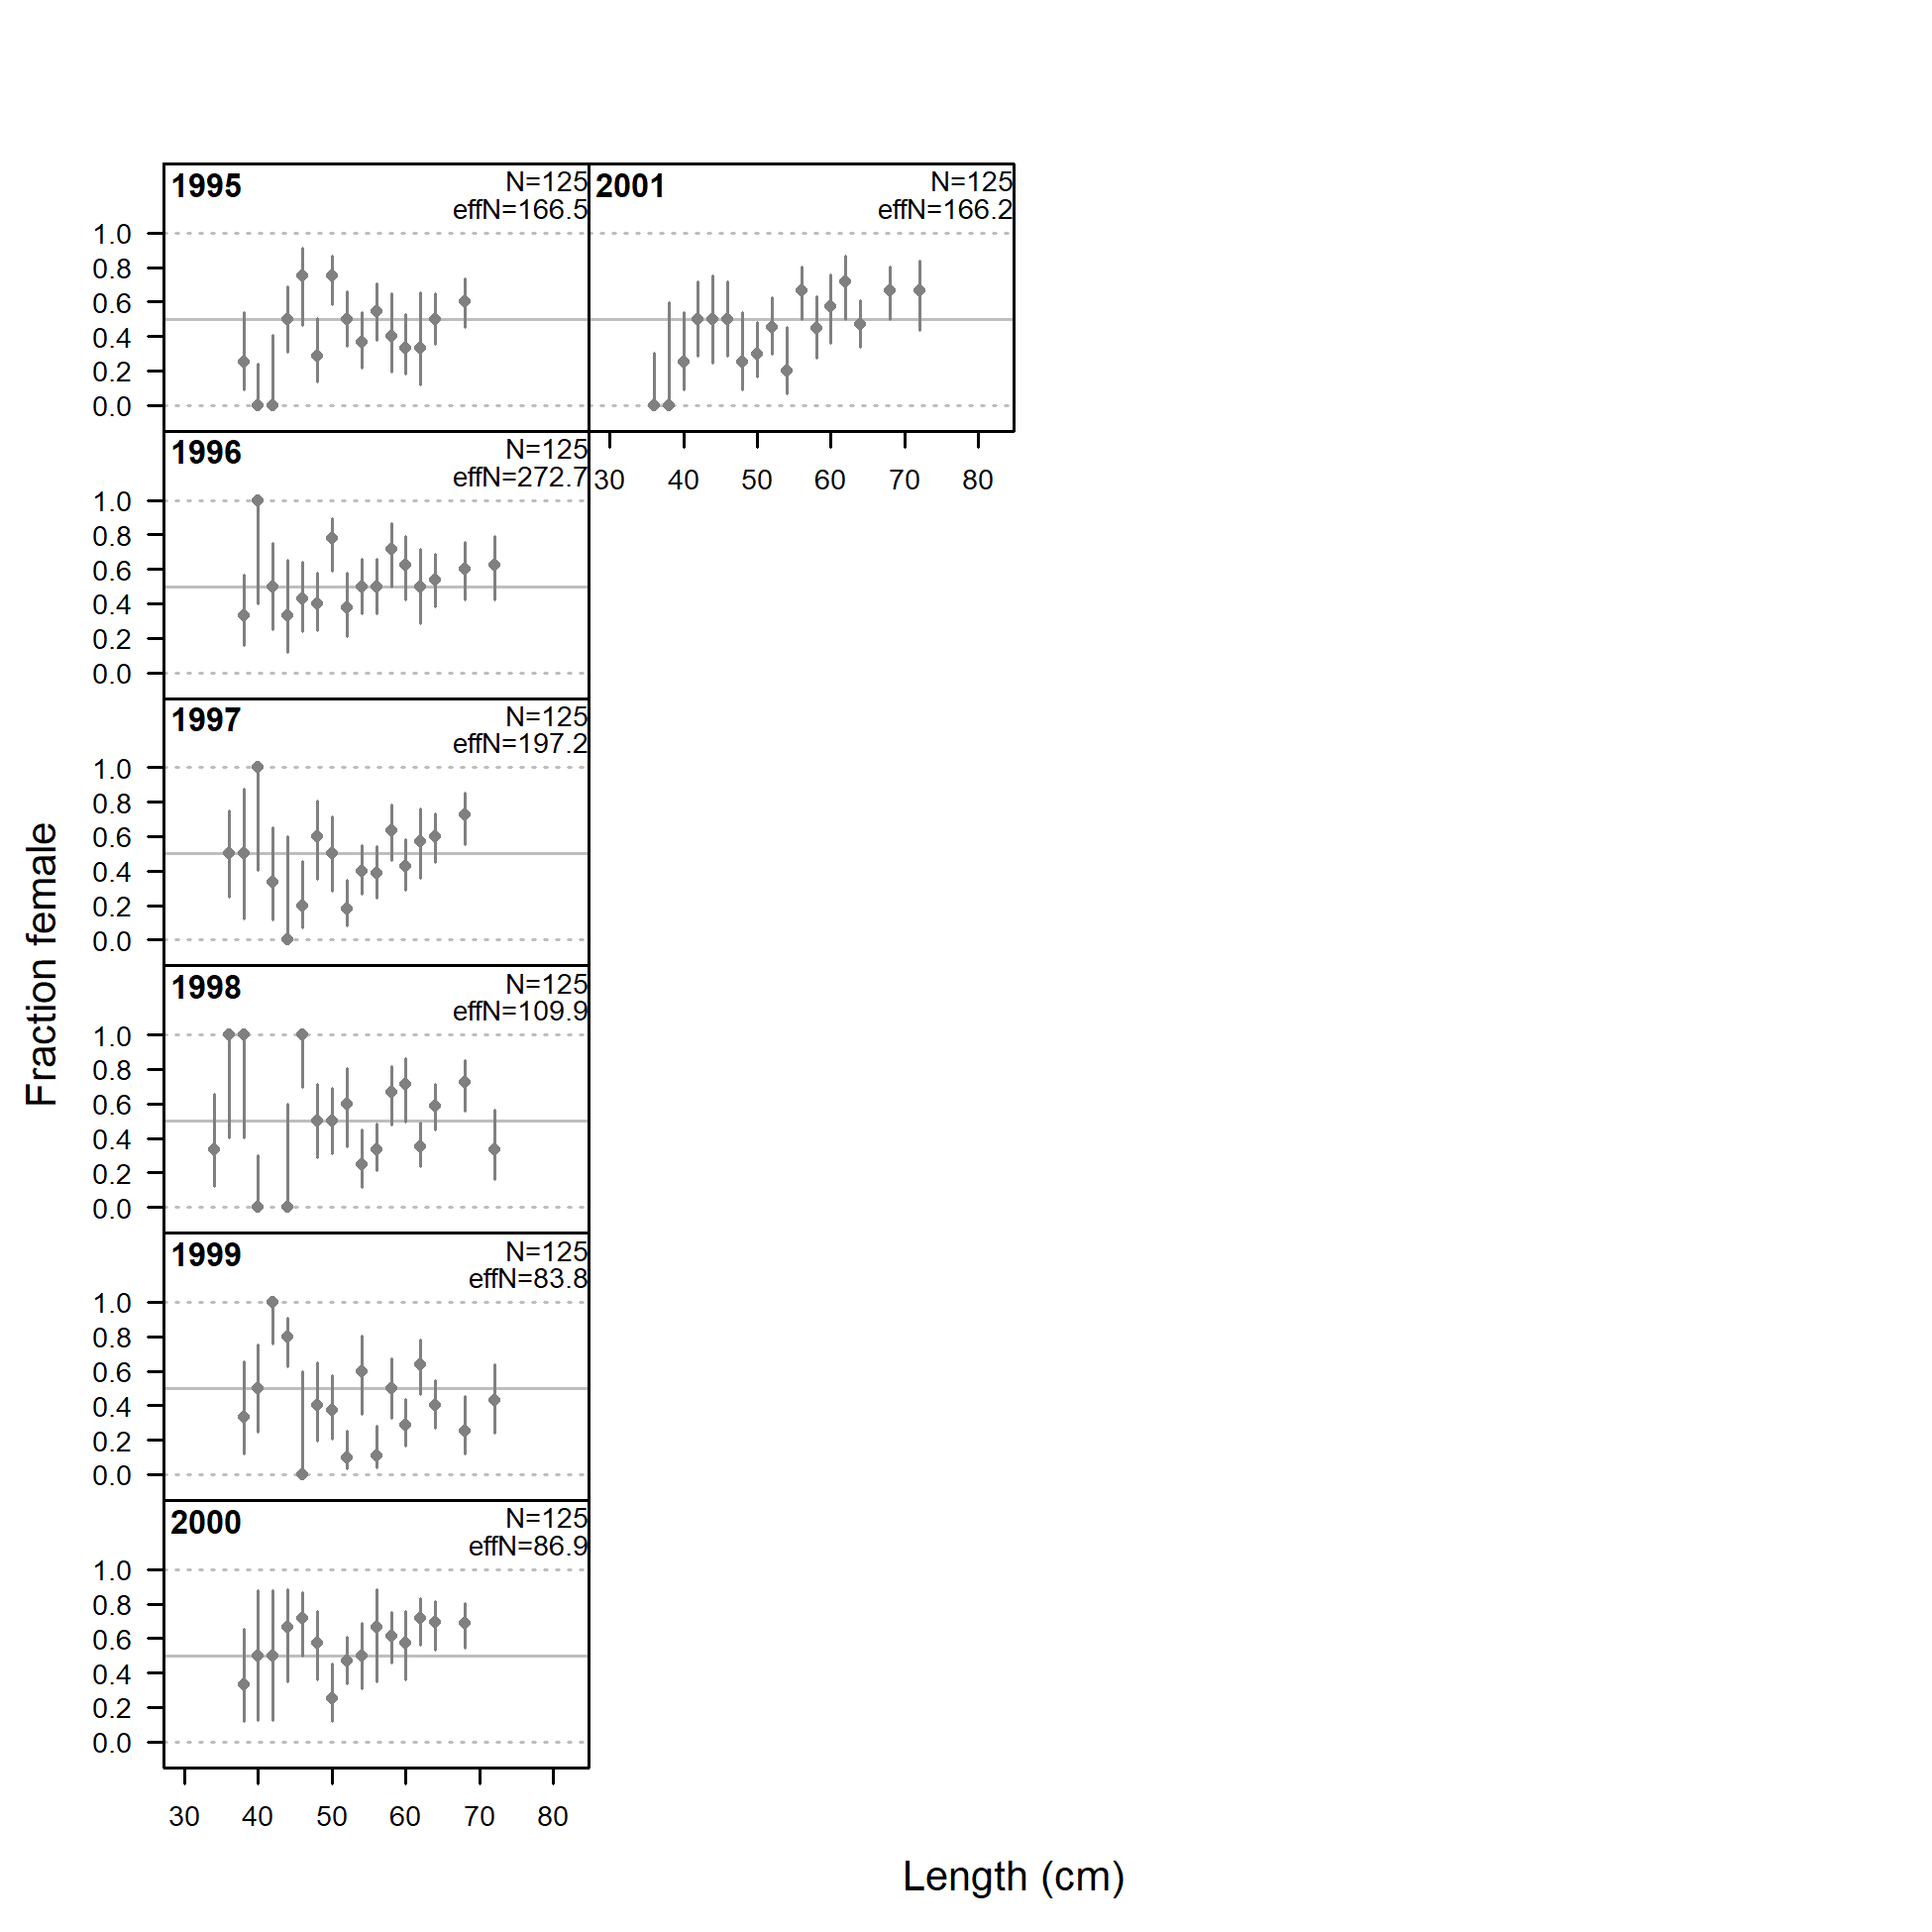 1995 N=125
effN=166.5
1.0
0.8
0.6
0.4
0.2
0.0
2001 N=125
effN=166.2
30 40 50 60 70 80
1996 N=125
effN=272.7
1.0
0.8
0.6
0.4
0.2
0.0
1997 N=125
effN=197.2
1.0
0.8
0.6
0.4
0.2
0.0
1998 N=125
effN=109.9
1.0
0.8
0.6
0.4
0.2
0.0
1999 N=125
effN=83.8
1.0
0.8
0.6
0.4
0.2
0.0
2000 N=125
effN=86.9
1.0
0.8
0.6
0.4
0.2
0.0
30 40 50 60 70 80
Fraction female
Length (cm)